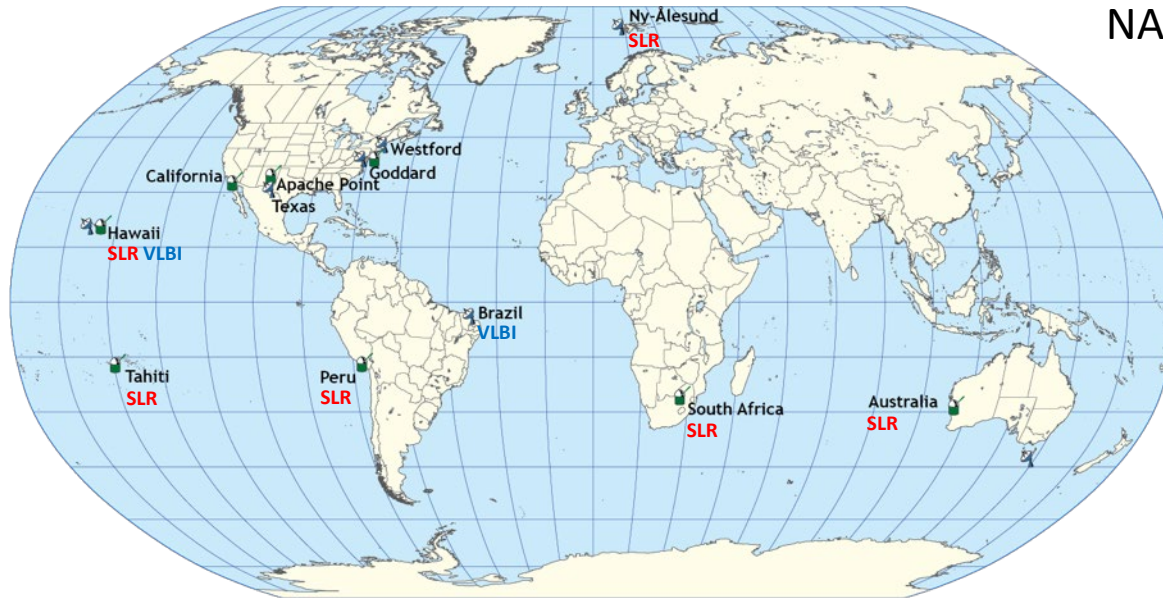 Ny-Ålesund
SLR
NA
Westford
Goddard
California
Apache Point
Texas
Hawaii
SLR VLBI
Brazil
VLBI
Tahiti
SLR
Peru
SLR
South Africa
SLR
Australia
SLR